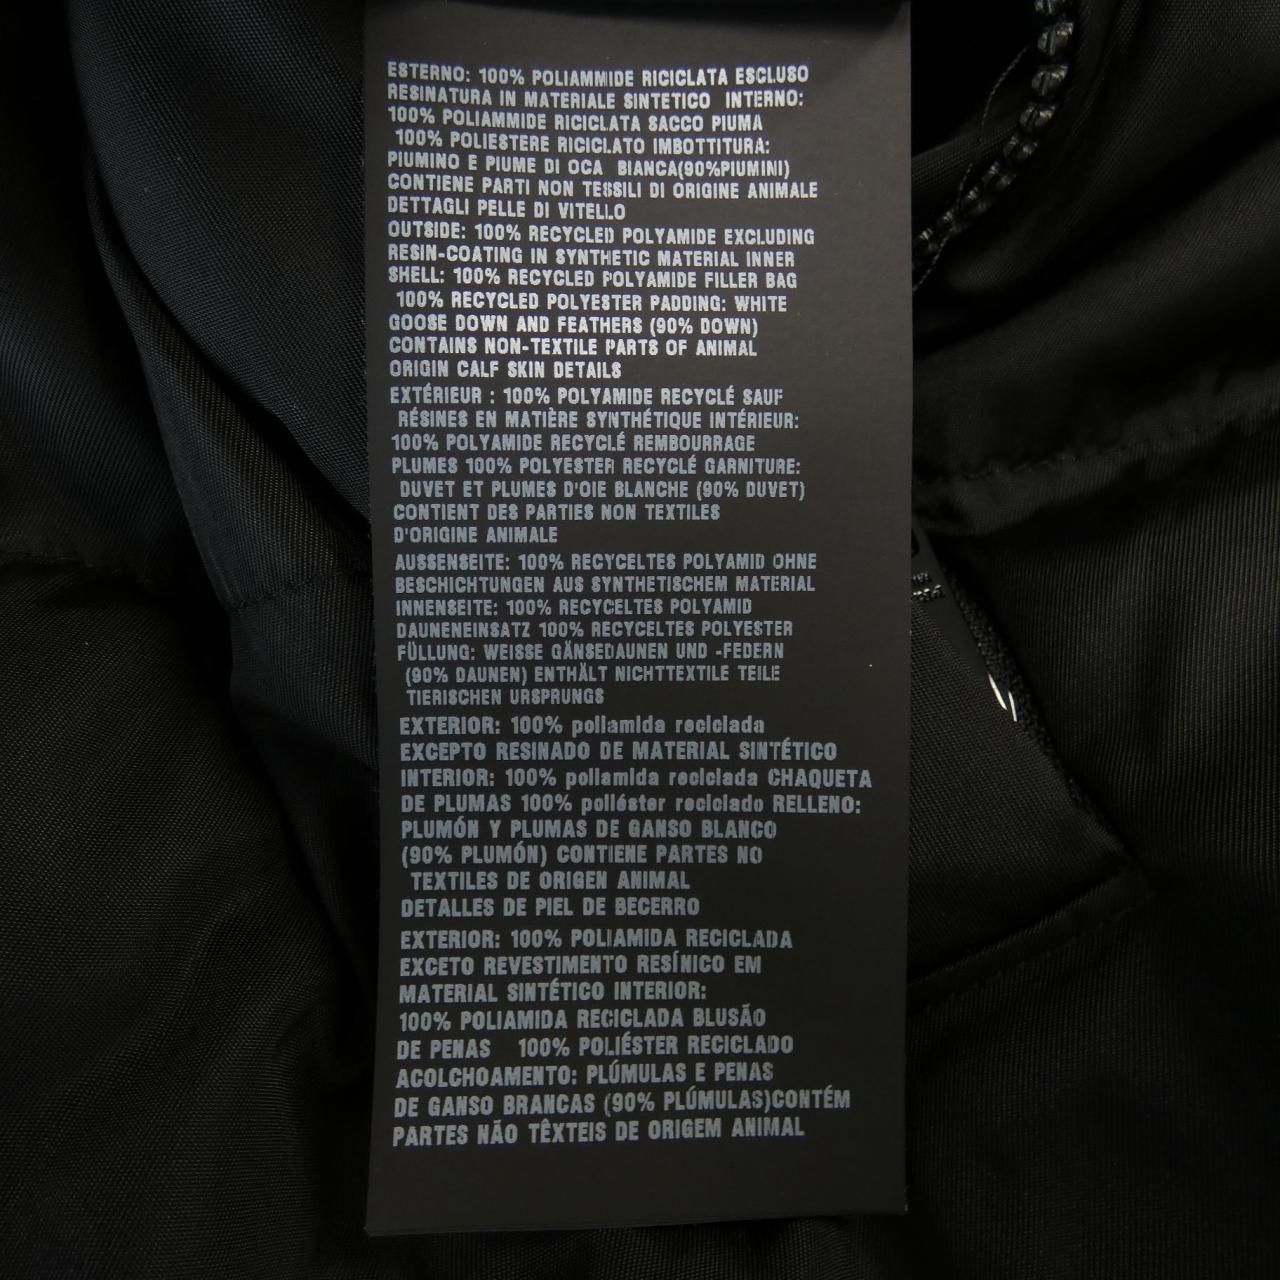 ESTERNO: 100% POLIAMMIDE RICICLATA ESCLUSO
RESINATURA IN MATERIALE SINTETICO INTERNO:
100% POLIAMMIDE RICICLATA SACCO PIUMA
100% POLIESTERE RICICLATO IMBOTTITURA:
PIUMINO E PIUME DI OCA BIANCA(90%PIUMINI)
CONTIENE PARTI NON TESSILI DI ORIGINE ANIMALE
DETTAGLI PELLE DI VITELLO
OUTSIDE: 100% RECYCLED POLYAMIDE EXCLUDING
RESIN-COATING IN SYNTHETIC MATERIAL INNER
SHELL: 100% RECYCLED POLYAMIDE FILLER BAG
100% RECYCLED POLYESTER PADDING: WHITE
GOOSE DOWN AND FEATHERS (90% DOWN)
CONTAINS NON-TEXTILE PARTS OF ANIMAL
ORIGIN CALF SKIN DETAILS
EXTÉRIEUR : 100% POLYAMIDE RECYCLÉ SAUF
RÉSINES EN MATIÈRE SYNTHÉTIQUE INTÉRIEUR:
100% POLYAMIDE RECYCLÉ REMBOURRAGE
PLUMES 100% POLYESTER RECYCLÉ GARNITURE:
DUVET ET PLUMES D'OIE BLANCHE (90% DUVET)
CONTIENT DES PARTIES NON TEXTILES
D'ORIGINE ANIMALE
AUSSENSEITE: 100% RECYCELTES POLYAMID OHNE
BESCHICHTUNGEN AUS SYNTHETISCHEM MATERIAL
INNENSEITE: 100% RECYCELTES POLYAMID
DAUNENEINSATZ 100% RECYCELTES POLYESTER
FÜLLUNG: WEISSE GÄNSEDAUNEN UND -FEDERN
(90% DAUNEN) ENTHÄLT NICHTTEXTILE TEILE
TIERISCHEN URSPRUNGS
EXTERIOR: 100% poliamida reciclada
EXCEPTO RESINADO DE MATERIAL SINTÉTICO
INTERIOR: 100% poliamida reciclada CHAQUETA
DE PLUMAS 100% poliéster reciclado RELLENO:
PLUMÓN Y PLUMAS DE GANSO BLANCO
(90% PLUMÓN) CONTIENE PARTES NO
TEXTILES DE ORIGEN ANIMAL
DETALLES DE PIEL DE BECERRO
EXTERIOR: 100% POLIAMIDA RECICLADA
EXCETO REVESTIMENTO RESÍNICO EM
MATERIAL SINTÉTICO INTERIOR:
100% POLIAMIDA RECICLADA BLUSÃO
DE PENAS 100% POLIÉSTER RECICLADO
ACOLCHOAMENTO: PLÚMULAS E PENAS
DE GANSO BRANCAS (90% PLÚMULAS)CONTÉM
PARTES NÃO TÊXTEIS DE ORIGEM ANIMAL